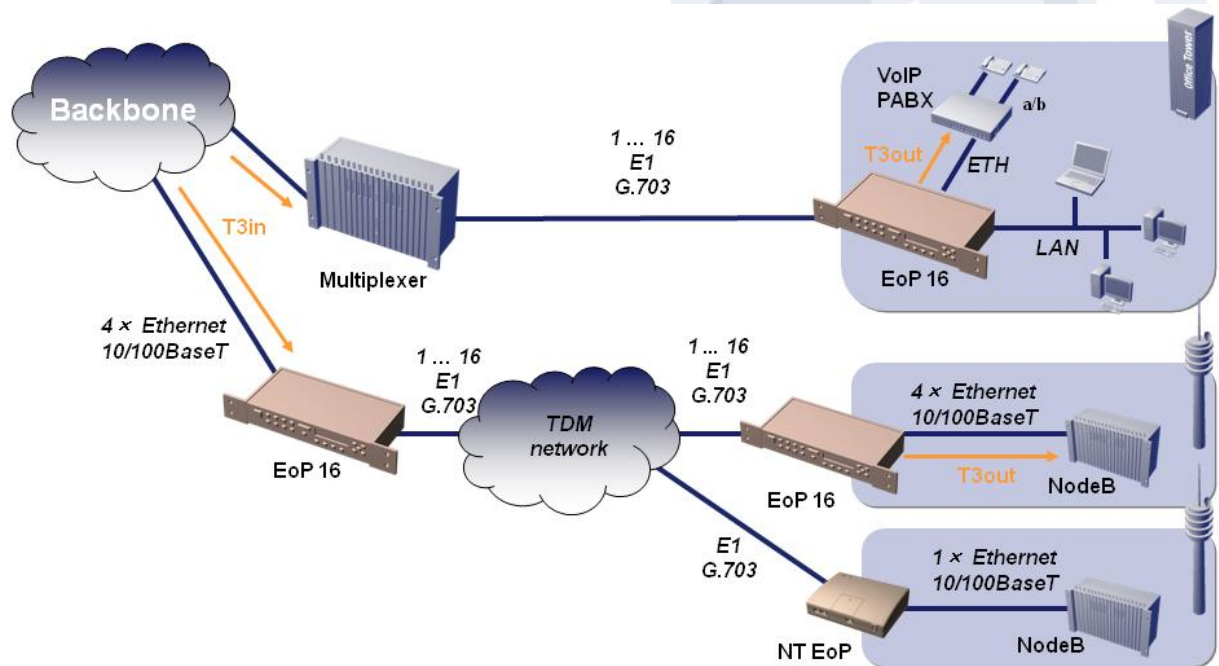 Office Tower
VoIP
PABX
a/b
Backbone
1 ... 16
E1
G.703
T3out
ETH
T3in
LAN
Multiplexer
EoP 16
4 × Ethernet
10/100BaseT
1 ... 16
E1
G.703
1 ... 16
E1
G.703
4 × Ethernet
10/100BaseT
TDM
network
EoP 16
T3out
NodeB
EoP 16
E1
G.703
1 × Ethernet
10/100BaseT
NT EoP
NodeB